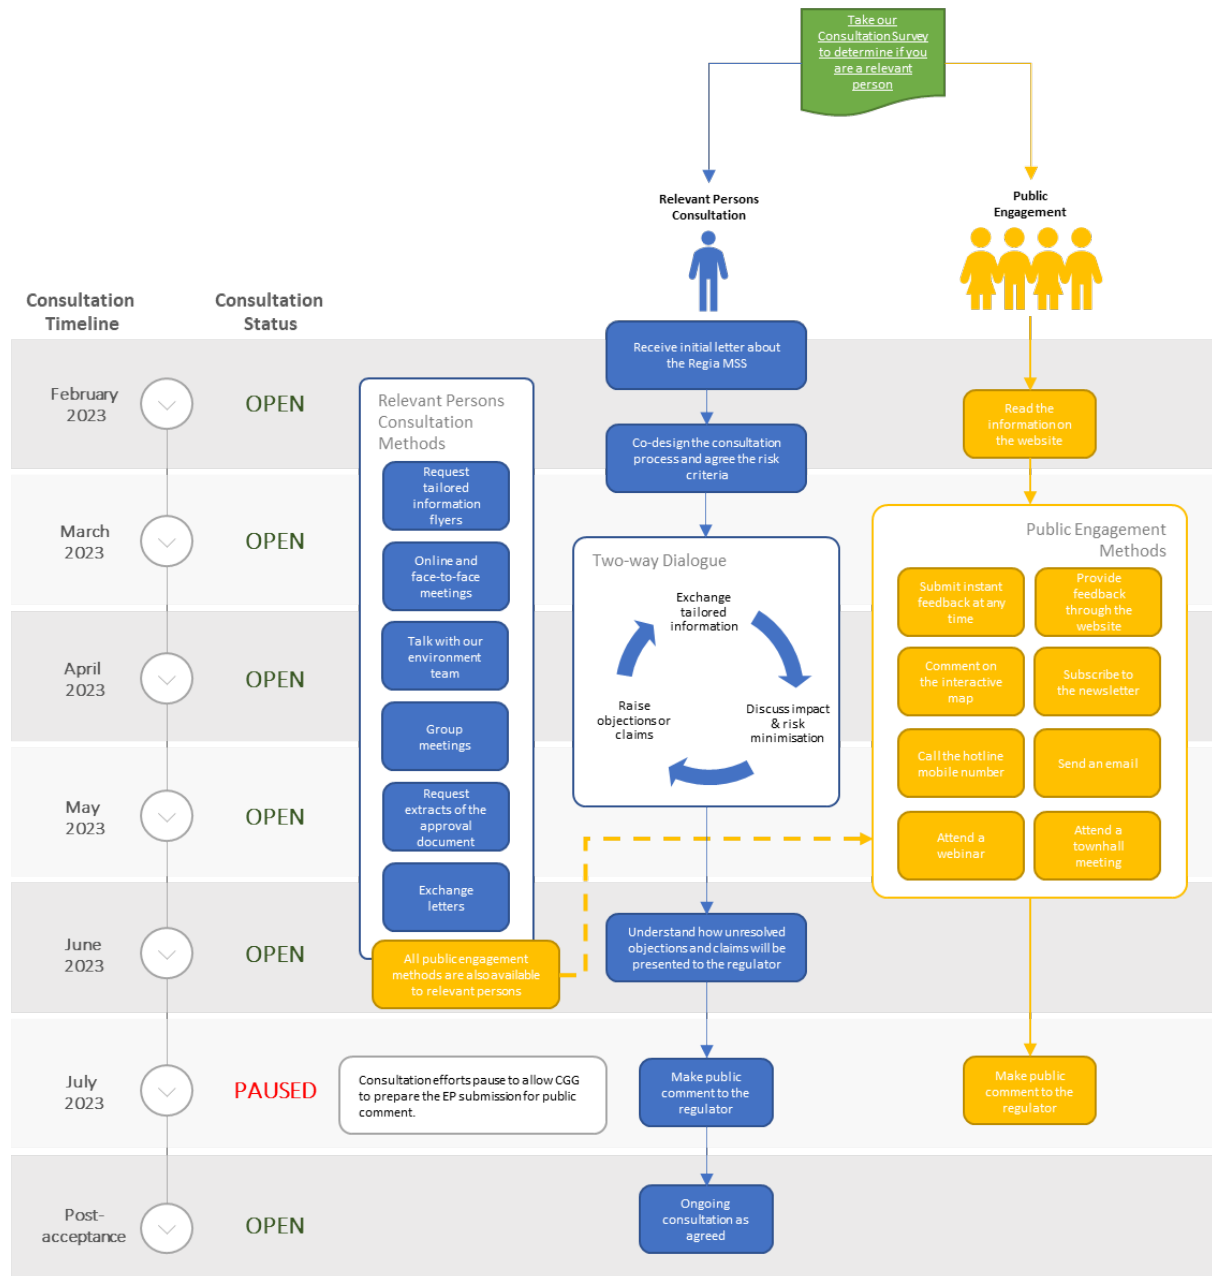 Take our
Consultation Survey
to determine if you
are a relevant
person
Relevant Persons
Consultation
Public
Engagement
Consultation
Timeline
Consultation
Status
February
2023
OPEN
March
2023
OPEN
April
2023
OPEN
May
2023
OPEN
June
2023
OPEN
July
2023
PAUSED
Post-
acceptance
OPEN
Relevant Persons
Consultation
Methods
Request
tailored
information
flyers
Online and
face-to-face
meetings
Talk with our
environment
team
Group
meetings
Request
extracts of the
approval
document
Exchange
letters
All public engagement
methods are also available
to relevant persons
Consultation efforts pause to allow CGG
to prepare the EP submission for public
comment.
Receive initial letter about
the Regia MSS
Co-design the consultation
process and agree the risk
criteria
Two-way Dialogue
Exchange
tailored
information
Discuss impact
& risk
minimisation
Raise
objections or
claims
Understand how unresolved
objections and claims will be
presented to the regulator
Make public
comment to the
regulator
Ongoing
consultation as
agreed
Read the
information on
the website
Public Engagement
Methods
Submit instant
feedback at any
time
Provide
feedback
through the
website
Comment on
the interactive
map
Subscribe to
the newsletter
Call the hotline
mobile number
Send an email
Attend a
webinar
Attend a
townhall
meeting
Make public
comment to the
regulator